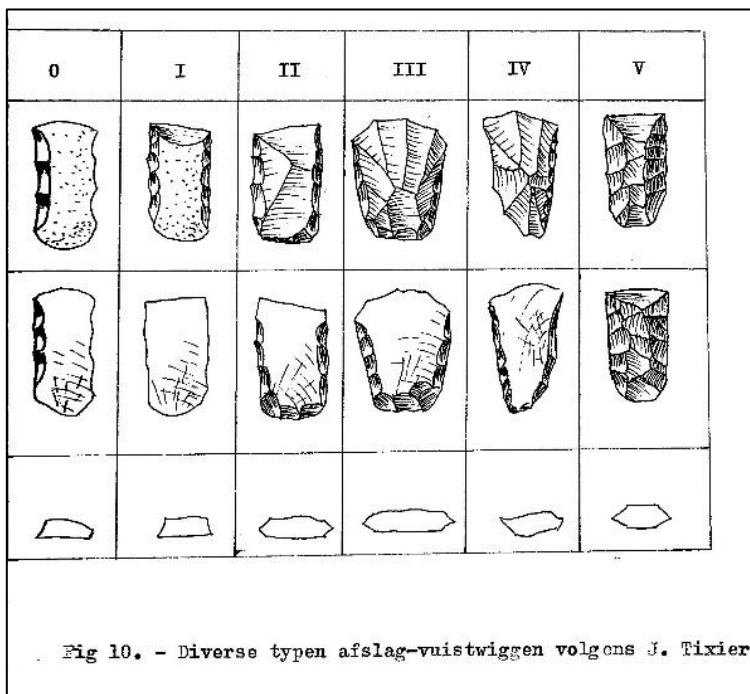 0 I II III IV V
Fig 10. - Diverse typen afslag-vuistwiggen volgens J. Tixier